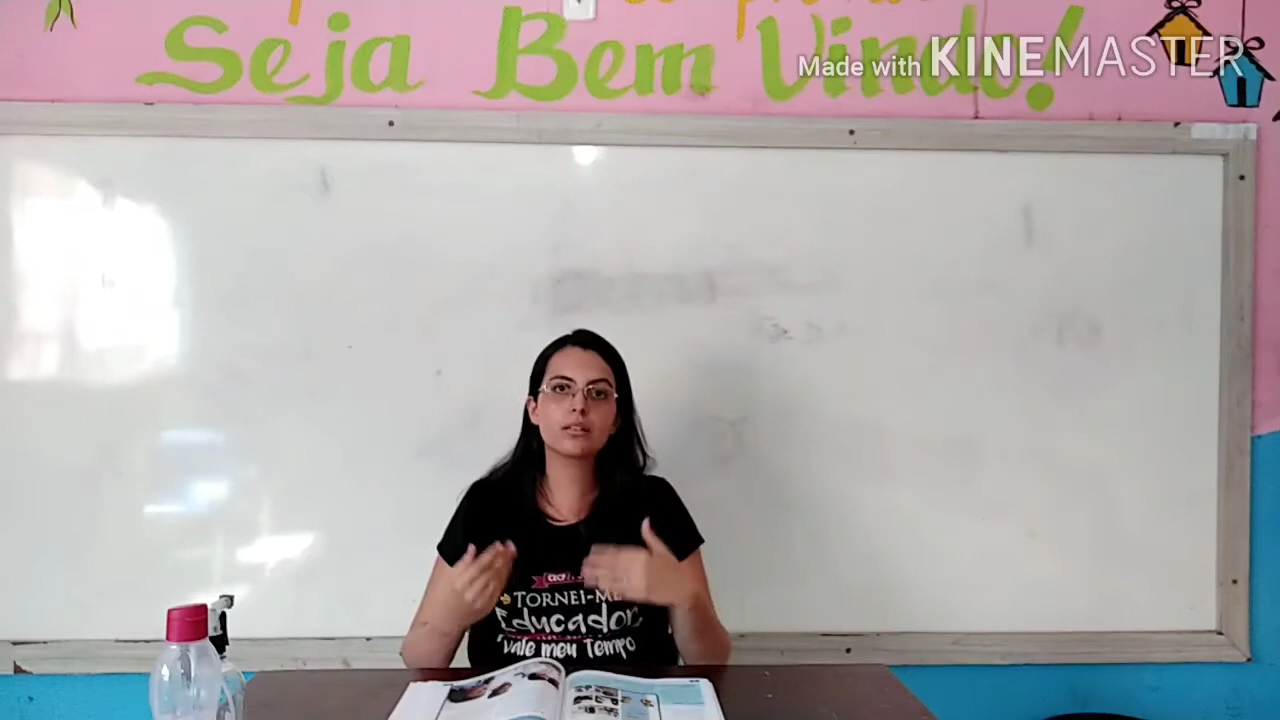 Seja Bem Vindo!
Made with KINEMASTER
TORNEI-ME
Educador
vale meu Tempo